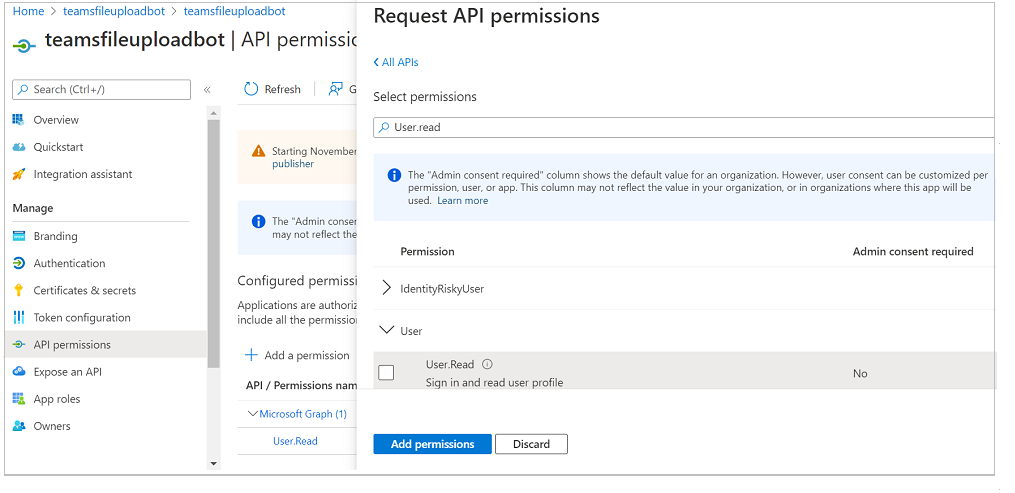 Home > teamsfileuploadbot > teamsfileuploadbot
teamsfileuploadbot | API permissio
Search (Ctrl+/)
«
Overview
Quickstart
Integration assistant
Manage
Branding
Authentication
Certificates & secrets
Token configuration
API permissions
Expose an API
App roles
Owners
Refresh
G
Starting November
publisher
The "Admin conser
may not reflect the
Configured permissi
Applications are authoriz
include all the permission
Add a permission
API / Permissions nam
Microsoft Graph (1)
User.Read
Request API permissions
All APIs
Select permissions
User.read
The "Admin consent required" column shows the default value for an organization. However, user consent can be customized per
permission, user, or app. This column may not reflect the value in your organization, or in organizations where this app will be
used. Learn more
Permission Admin consent required
IdentityRiskyUser
User
User.Read
Sign in and read user profile
No
Add permissions Discard